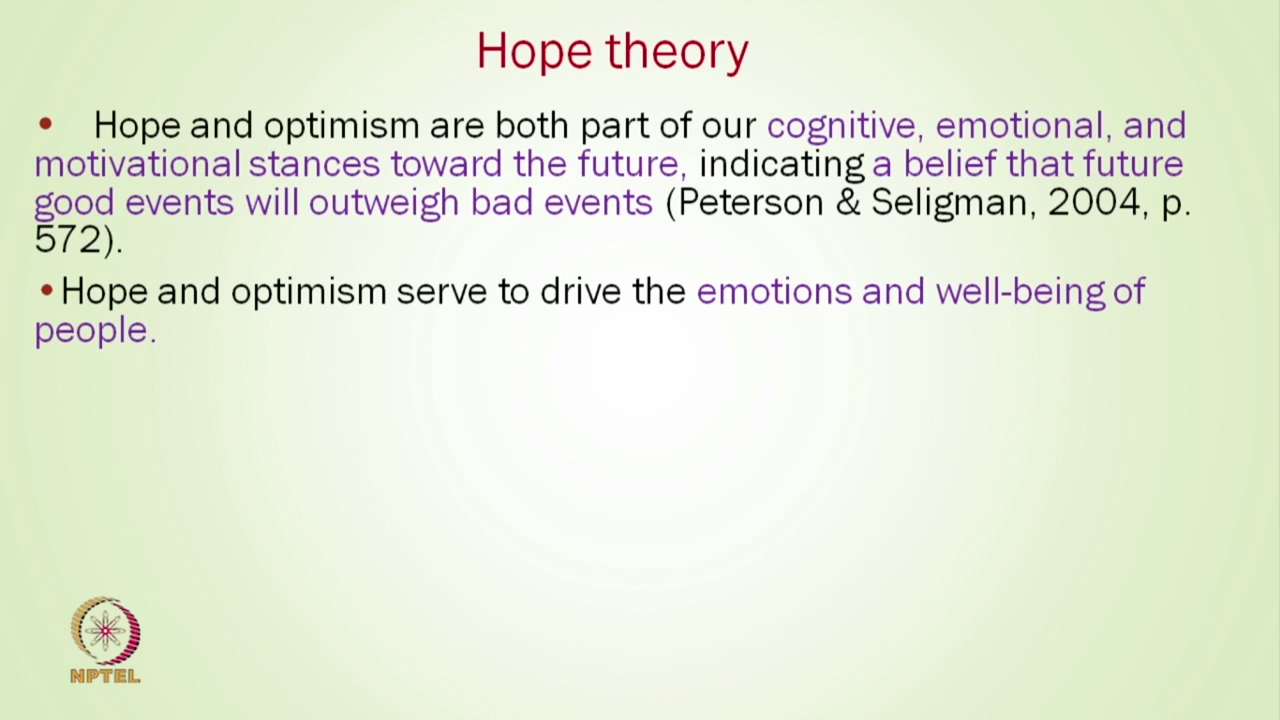 Hope theory
• Hope and optimism are both part of our cognitive, emotional, and
motivational stances toward the future, indicating a belief that future
good events will outweigh bad events (Peterson & Seligman, 2004, p.
572).
• Hope and optimism serve to drive the emotions and well-being of
people.
NPTEL